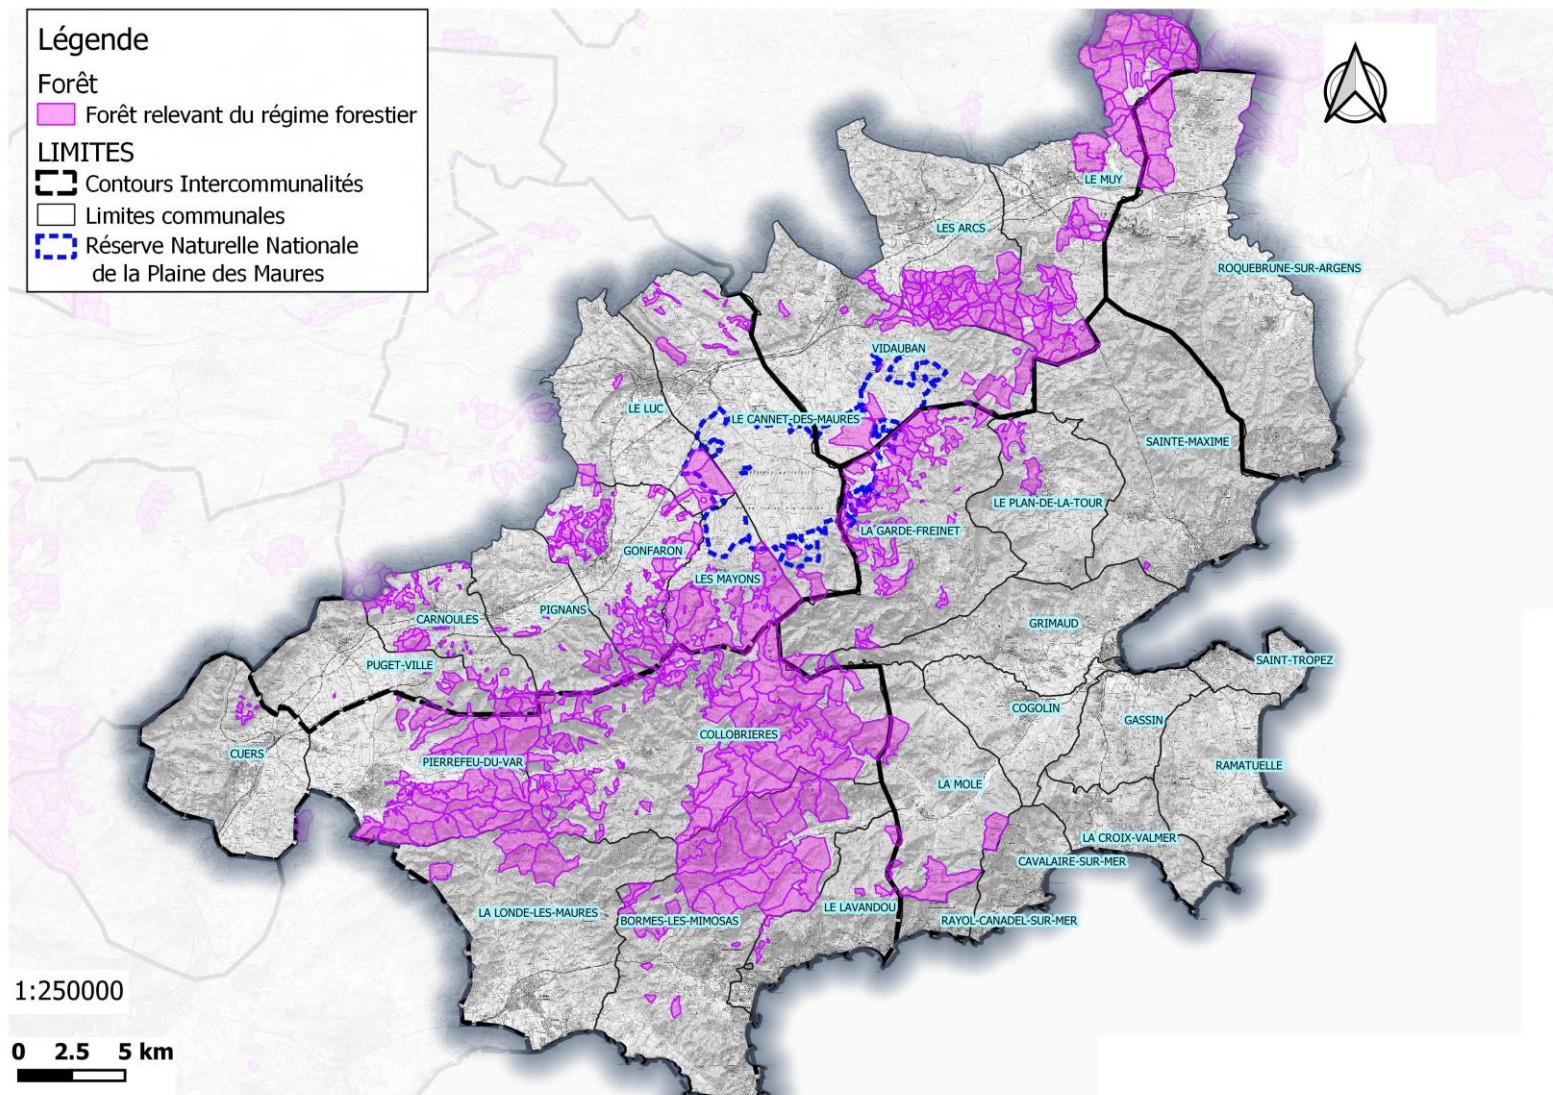 Légende
Forêt
Forêt relevant du régime forestier
LIMITES
Contours Intercommunalités
Limites communales
Réserve Naturelle Nationale
de la Plaine des Maures
LE MUY
LES ARCS
ROQUEBRUNE-SUR-ARGENS
VIDAUBAN
LE LUC
LE CANNET-DES-MAURES
SAINTE-MAXIME
LE PLAN-DE-LA-TOUR
LA GARDE-FREINET
GONFARON
LES MAYONS
PIGNANS
CARNOULES
GRIMAUD
PUGET-VILLE
SAINT-TROPEZ
COGOLIN
GASSIN
COLLOBRIERES
CUERS
PIERREFEU-DU-VAR
RAMATUELLE
LA MOLE
LA CROIX-VALMER
CAVALAIRE-SUR-MER
LE LAVANDOU
LA LONDE-LES-MAURES
BORMES-LES-MIMOSAS
RAYOL-CANADEL-SUR-MER
1:250000
0 2.5 5 km